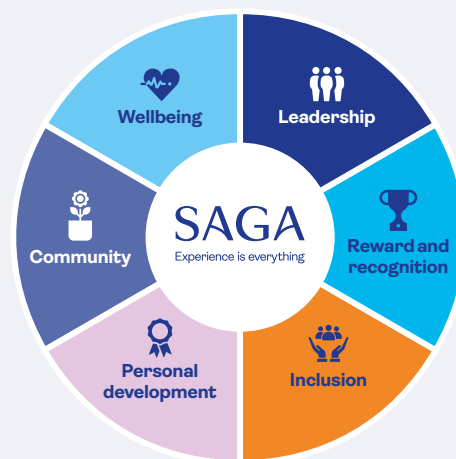 Wellbeing
Leadership
SAGA
Experience is everything
Community
Reward and
recognition
Personal
development
Inclusion